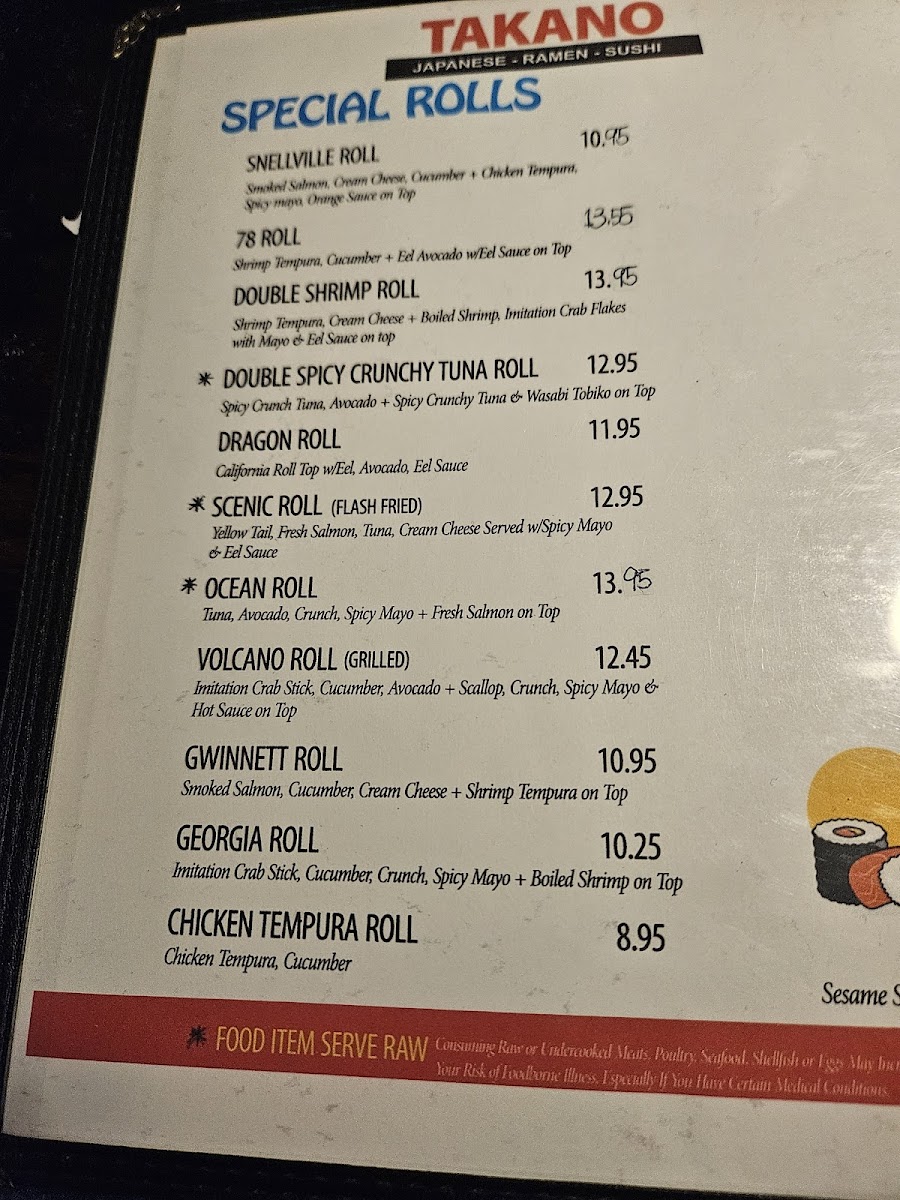 TAKANO
JAPANESE - RAMEN - SUSHI
SPECIAL ROLLS
SNELLVILLE ROLL 10.95
Smoked Salmon, Cream Cheese, Cucumber + Chicken Tempura,
Spicy mayo, Orange Sauce on Top
78 ROLL 13.55
Shrimp Tempura, Cucumber + Eel Avocado w/Eel Sauce on Top
DOUBLE SHRIMP ROLL 13.95
Shrimp Tempura, Cream Cheese + Boiled Shrimp, Imitation Crab Flakes
with Mayo & Eel Sauce on top
* DOUBLE SPICY CRUNCHY TUNA ROLL 12.95
Spicy Crunch Tuna, Avocado + Spicy Crunchy Tuna & Wasabi Tobiko on Top
DRAGON ROLL 11.95
California Roll Top w/Eel, Avocado, Eel Sauce
* SCENIC ROLL (FLASH FRIED) 12.95
Yellow Tail, Fresh Salmon, Tuna, Cream Cheese Served w/Spicy Mayo
& Eel Sauce
* OCEAN ROLL 13.95
Tuna, Avocado, Crunch, Spicy Mayo + Fresh Salmon on Top
VOLCANO ROLL (GRILLED) 12.45
Imitation Crab Stick, Cucumber, Avocado + Scallop, Crunch, Spicy Mayo &
Hot Sauce on Top
GWINNETT ROLL 10.95
Smoked Salmon, Cucumber, Cream Cheese + Shrimp Tempura on Top
GEORGIA ROLL 10.25
Imitation Crab Stick, Cucumber, Crunch, Spicy Mayo + Boiled Shrimp on Top
CHICKEN TEMPURA ROLL 8.95
Chicken Tempura, Cucumber
Sesame S
* FOOD ITEM SERVE RAW
Consuming Raw or Undercooked Meats, Poultry, Seafood, Shellfish or Eggs May Incr
Your Risk of Foodborne Illness, Especially If You Have Certain Medical Conditions.